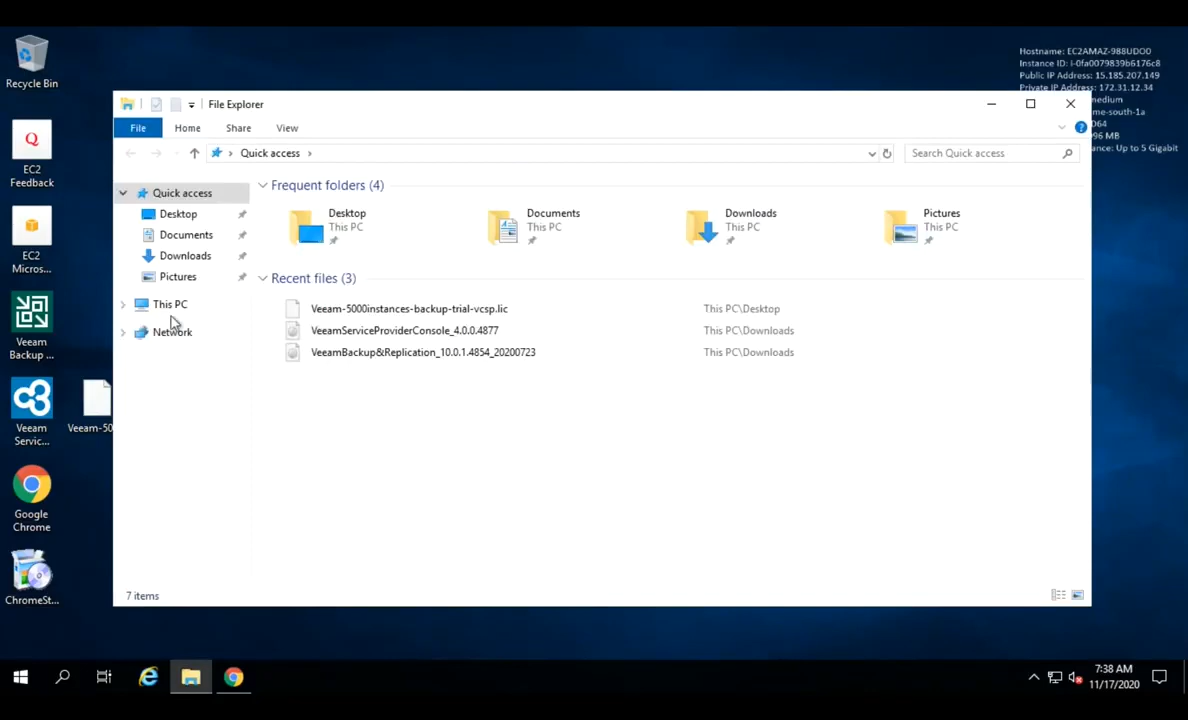 Recycle Bin
EC2
Feedback
EC2
Micros...
Veeam
Backup ...
Veeam
Servic...
Veeam-50
Google
Chrome
ChromeSt...
Hostname: EC2AMAZ-988UDO0
Instance ID: i-0fa0079839b6176c8
Public IP Address: 15.185.207.149
Private IP Address: 172.31.12.34
medium
me-south-1a
D64
96 MB
ance: Up to 5 Gigabit
File Explorer
File
Home
Share
View
Quick access
Search Quick access
Quick access
Desktop
Documents
Downloads
Pictures
This PC
Network
Frequent folders (4)
Desktop
This PC
Documents
This PC
Downloads
This PC
Pictures
This PC
Recent files (3)
Veeam-5000instances-backup-trial-vcsp.lic This PC\Desktop
VeeamServiceProviderConsole_4.0.0.4877 This PC\Downloads
VeeamBackup&Replication_10.0.1.4854_20200723 This PC\Downloads
7 items
7:38 AM
11/17/2020